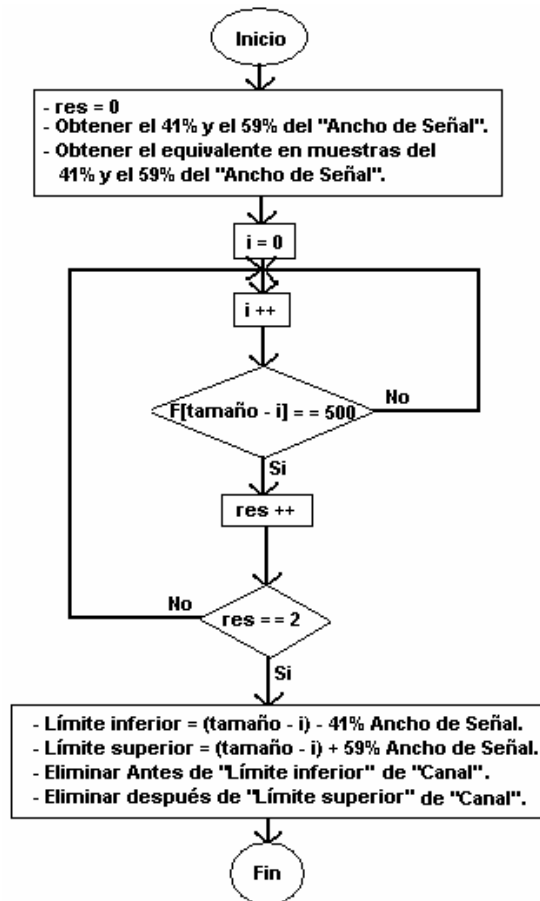 Inicio
- res = 0
- Obtener el 41% y el 59% del "Ancho de Señal".
- Obtener el equivalente en muestras del
41% y el 59% del "Ancho de Señal".
i = 0
i ++
F[tamaño - i] = = 500
No
Si
res ++
No
res = = 2
Si
- Límite inferior = (tamaño - i) - 41% Ancho de Señal.
- Límite superior = (tamaño - i) + 59% Ancho de Señal.
- Eliminar Antes de "Límite inferior" de "Canal".
- Eliminar después de "Límite superior" de "Canal".
Fin